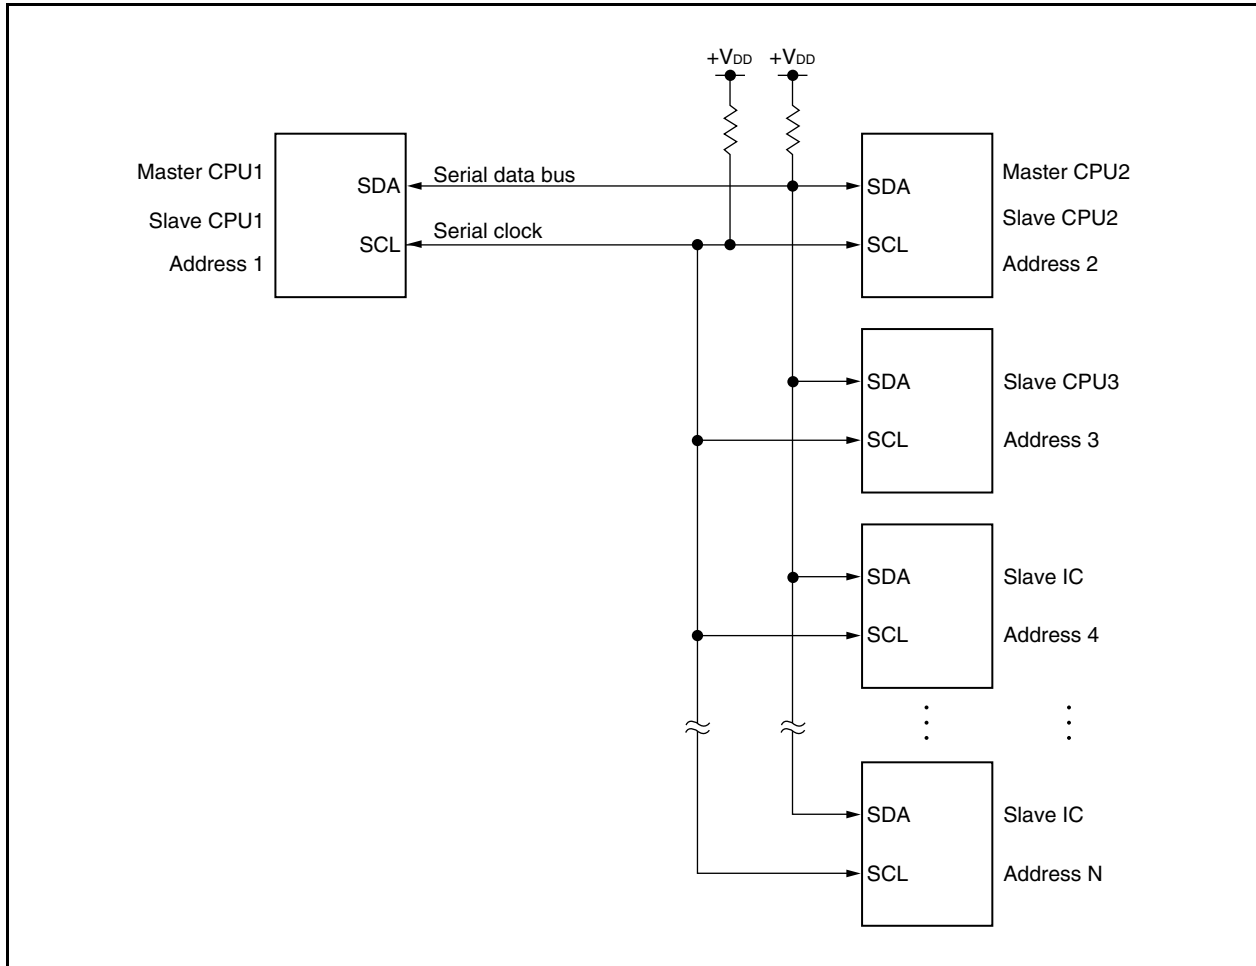 +VDD +VDD
Master CPU1
Slave CPU1
Address 1
SDA
SCL
Serial data bus
Serial clock
SDA
SCL
Master CPU2
Slave CPU2
Address 2
SDA
SCL
Slave CPU3
Address 3
SDA
SCL
Slave IC
Address 4
SDA
SCL
Slave IC
Address N